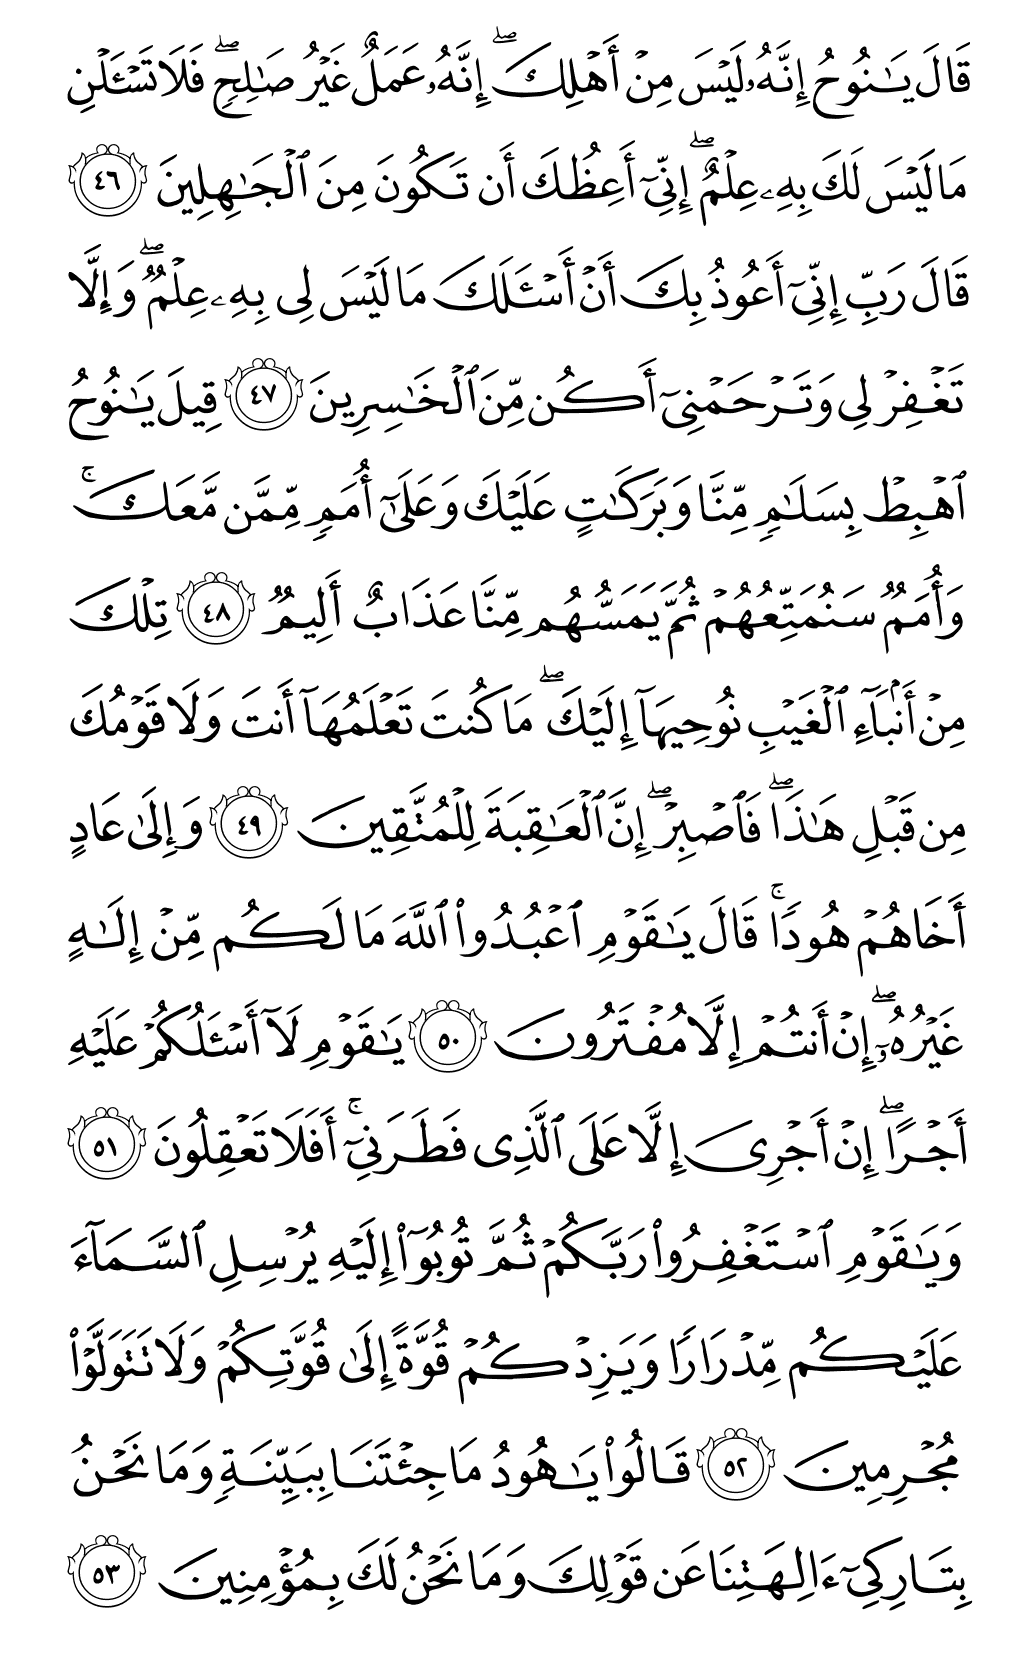 قَالَ يَـٰنُوحُ إِنَّهُۥ لَيْسَ مِنْ أَهْلِكَ ۖ إِنَّهُۥ عَمَلٌ غَيْرُ صَـٰلِحٍ ۖ فَلَا تَسْـَٔلْنِ
مَا لَيْسَ لَكَ بِهِۦ عِلْمٌ ۖ إِنِّىٓ أَعِظُكَ أَن تَكُونَ مِنَ ٱلْجَـٰهِلِينَ ٤٦
قَالَ رَبِّ إِنِّىٓ أَعُوذُ بِكَ أَنْ أَسْـَٔلَكَ مَا لَيْسَ لِى بِهِۦ عِلْمٌ ۖ وَإِلَّا
تَغْفِرْ لِى وَتَرْحَمْنِىٓ أَكُن مِّنَ ٱلْخَـٰسِرِينَ ٤٧ قِيلَ يَـٰنُوحُ
ٱهْبِطْ بِسَلَـٰمٍ مِّنَّا وَبَرَكَـٰتٍ عَلَيْكَ وَعَلَىٰٓ أُمَمٍ مِّمَّن مَّعَكَ ۚ
وَأُمَمٌ سَنُمَتِّعُهُمْ ثُمَّ يَمَسُّهُم مِّنَّا عَذَابٌ أَلِيمٌ ٤٨ تِلْكَ
مِنْ أَنۢبَآءِ ٱلْغَيْبِ نُوحِيهَآ إِلَيْكَ ۖ مَا كُنتَ تَعْلَمُهَآ أَنتَ وَلَا قَوْمُكَ
مِن قَبْلِ هَـٰذَا ۖ فَٱصْبِرْ ۖ إِنَّ ٱلْعَـٰقِبَةَ لِلْمُتَّقِينَ ٤٩ وَإِلَىٰ عَادٍ
أَخَاهُمْ هُودًا ۚ قَالَ يَـٰقَوْمِ ٱعْبُدُوا۟ ٱللَّهَ مَا لَكُم مِّنْ إِلَـٰهٍ
غَيْرُهُۥٓ ۖ إِنْ أَنتُمْ إِلَّا مُفْتَرُونَ ٥٠ يَـٰقَوْمِ لَآ أَسْـَٔلُكُمْ عَلَيْهِ
أَجْرًا ۖ إِنْ أَجْرِىَ إِلَّا عَلَى ٱلَّذِى فَطَرَنِىٓ ۚ أَفَلَا تَعْقِلُونَ ٥١
وَيَـٰقَوْمِ ٱسْتَغْفِرُوا۟ رَبَّكُمْ ثُمَّ تُوبُوٓا۟ إِلَيْهِ يُرْسِلِ ٱلسَّمَآءَ
عَلَيْكُم مِّدْرَارًا وَيَزِدْكُمْ قُوَّةً إِلَىٰ قُوَّتِكُمْ وَلَا تَتَوَلَّوْا۟
مُجْرِمِينَ ٥٢ قَالُوا۟ يَـٰهُودُ مَا جِئْتَنَا بِبَيِّنَةٍ وَمَا نَحْنُ
بِتَارِكِىٓ ءَالِهَتِنَا عَن قَوْلِكَ وَمَا نَحْنُ لَكَ بِمُؤْمِنِينَ ٥٣